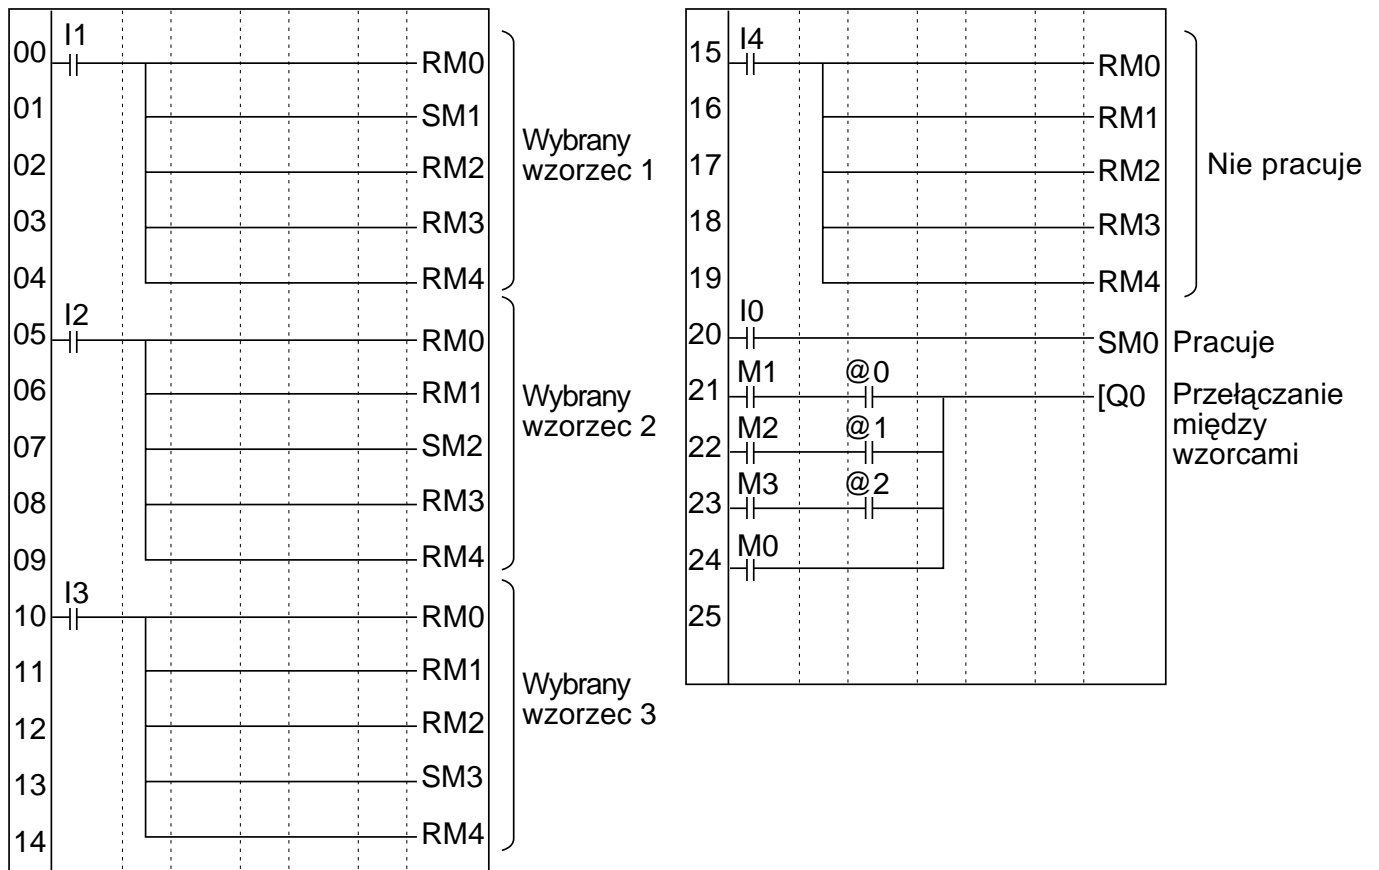 I1
00 RM0
01 SM1
02 RM2
03 RM3
04 RM4
Wybrany
wzorzec 1
I2
05 RM0
06 RM1
07 SM2
08 RM3
09 RM4
Wybrany
wzorzec 2
I3
10 RM0
11 RM1
12 RM2
13 SM3
14 RM4
Wybrany
wzorzec 3
I4
15 RM0
16 RM1
17 RM2
18 RM3
19 RM4
Nie pracuje
I0
20 SM0 Pracuje
M1 @0
21 [Q0 Przełączanie
między
wzorcami
M2 @1
22
M3 @2
23
M0
24
25